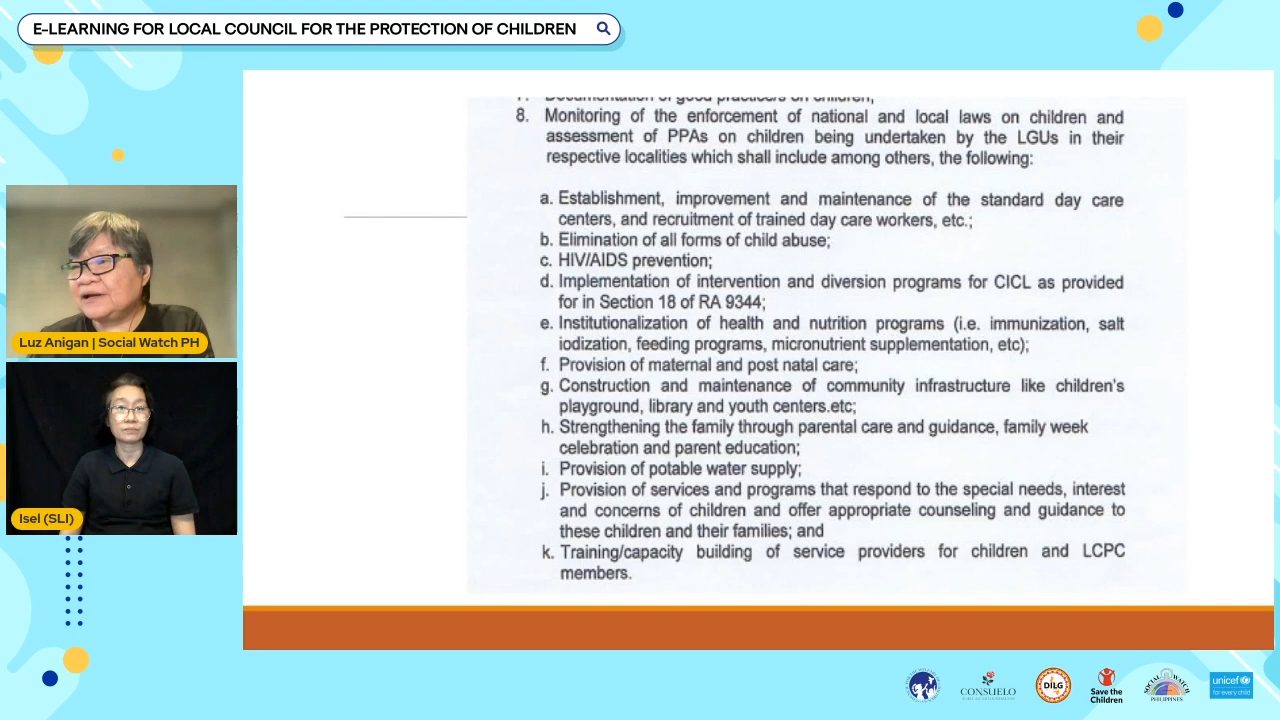 E-LEARNING FOR LOCAL COUNCIL FOR THE PROTECTION OF CHILDREN
7. Documentation of good practice/s on children;
8. Monitoring of the enforcement of national and local laws on children and
assessment of PPAs on children being undertaken by the LGUs in their
respective localities which shall include among others, the following:
a. Establishment, improvement and maintenance of the standard day care
centers, and recruitment of trained day care workers, etc.;
b. Elimination of all forms of child abuse;
c. HIV/AIDS prevention;
d. Implementation of intervention and diversion programs for CICL as provided
for in Section 18 of RA 9344;
e. Institutionalization of health and nutrition programs (i.e. immunization, salt
iodization, feeding programs, micronutrient supplementation, etc);
f. Provision of maternal and post natal care;
g. Construction and maintenance of community infrastructure like children's
playground, library and youth centers.etc;
h. Strengthening the family through parental care and guidance, family week
celebration and parent education;
i. Provision of potable water supply;
j. Provision of services and programs that respond to the special needs, interest
and concerns of children and offer appropriate counseling and guidance to
these children and their families; and
k. Training/capacity building of service providers for children and LCPC
members.
Luz Anigan | Social Watch PH
Isel (SLI)
CONSUELO
DILG
Save the
Children
SOCIAL WATCH
PHILIPPINES
unicef
for every child